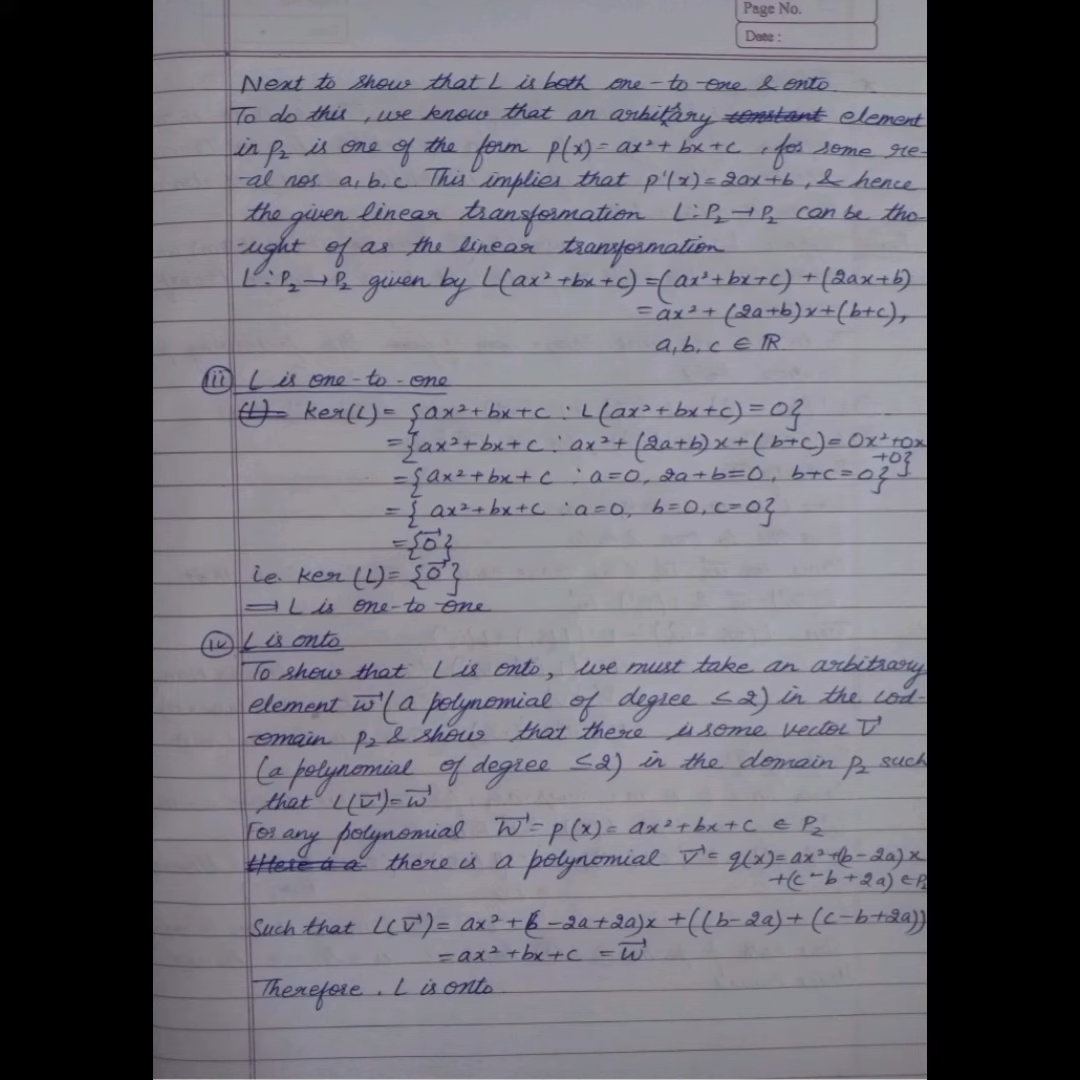 Page No.
Date :
Next to show that L is both one-to-one & onto
To do this, we know that an arbitary constant element
in P₂ is one of the form p(x) = ax² + bx + c, for some re-
-al nos a, b, c. This implies that p'(x) = 2ax+b, & hence
the given linear transformation L: P₂ → P₂ can be tho-
-ught of as the linear transformation
L: P₂ → P₂ given by L(ax² + bx + c) = (ax² + bx + c) + (2ax + b)
= ax² + (2a+b)x + (b+c),
a, b, c ∈ ℝ
(iii) L is one-to-one
(L) = ker(L) = {ax² + bx + c : L(ax² + bx + c) = 0}
= {ax² + bx + c : ax² + (2a+b)x + (b+c) = 0x² + 0x
+0}
= {ax² + bx + c : a=0, 2a+b=0, b+c=0}
= { ax² + bx + c : a=0, b=0, c=0}
= {0⃗}
i.e. ker (L) = {0⃗}
⟹ L is one-to-one
(iv) L is onto
To show that L is onto, we must take an arbitrary
element w⃗ (a polynomial of degree ≤ 2) in the cod-
-omain P₂ & show that there is some vector v⃗
(a polynomial of degree ≤ 2) in the domain P₂ such
that L(v⃗) = w⃗
For any polynomial w⃗ = p(x) = ax² + bx + c ∈ P₂
there is a there is a polynomial v⃗ = q(x) = ax² + (b-2a)x
+ (c-b+2a) ∈ P₂
Such that L(v⃗) = ax² + (b-2a+2a)x + ((b-2a) + (c-b+2a))
= ax² + bx + c = w⃗
Therefore. L is onto